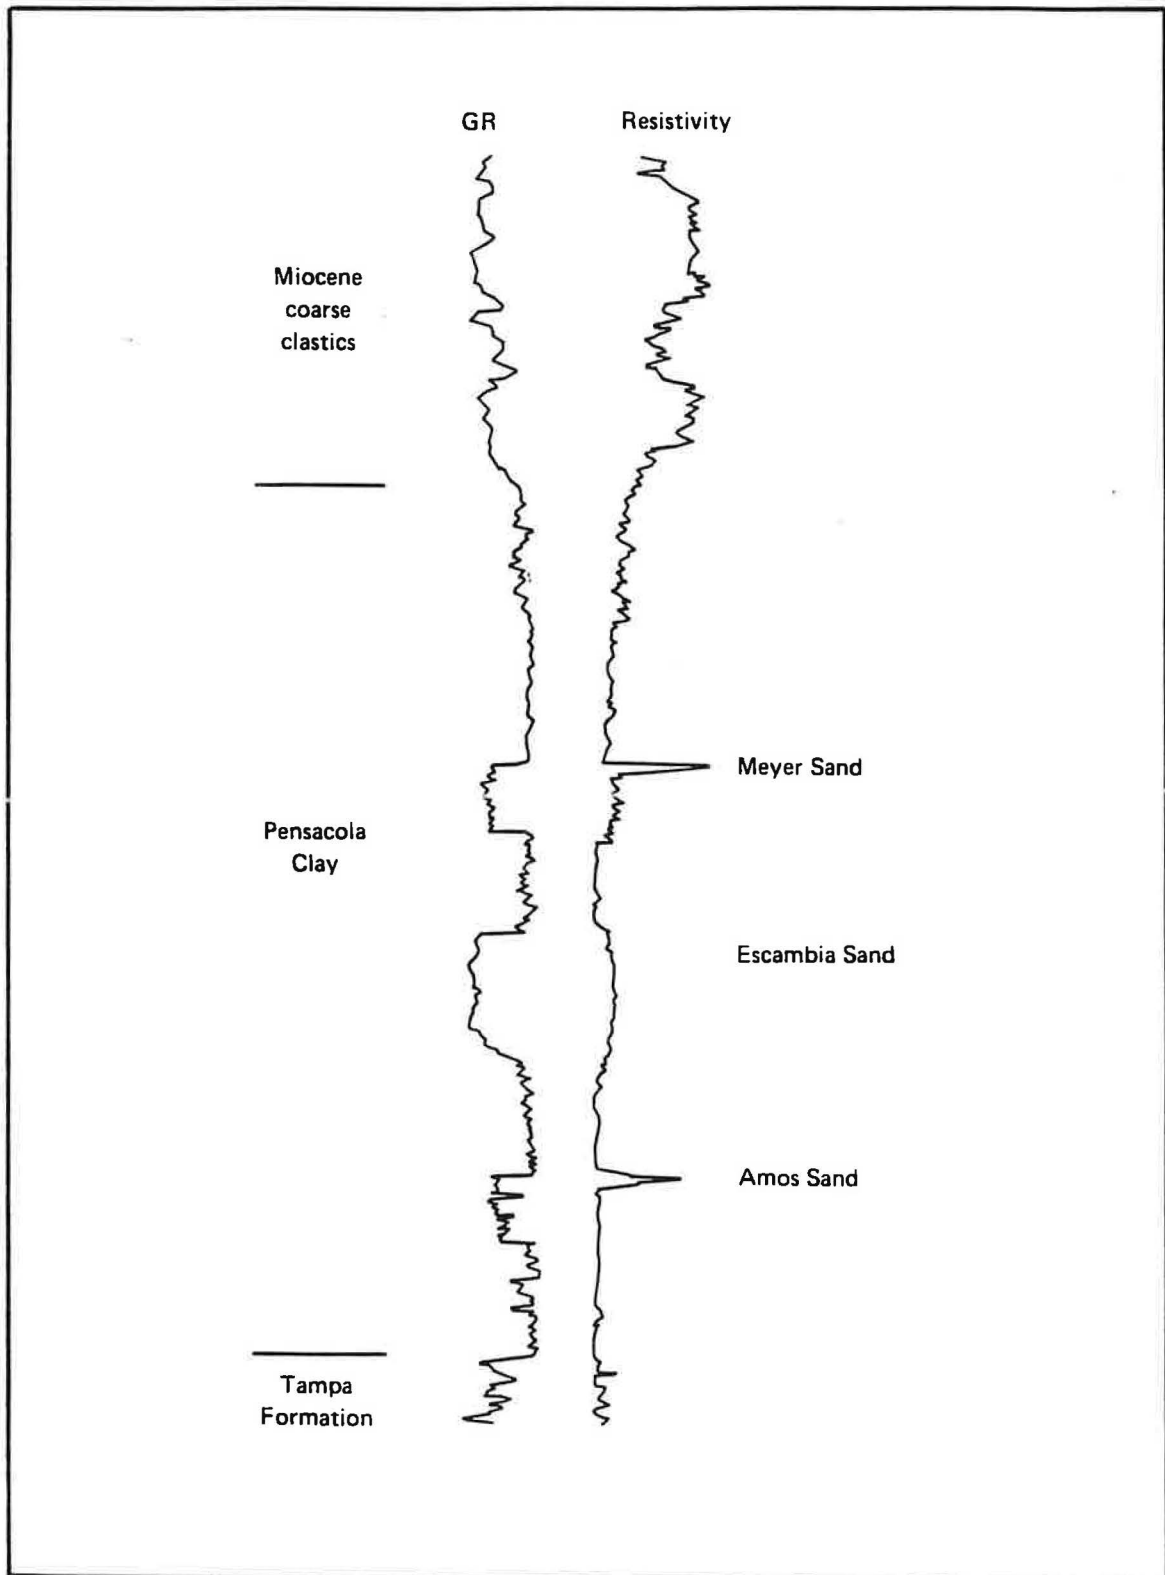 GR Resistivity
Miocene
coarse
clastics
Meyer Sand
Pensacola
Clay
Escambia Sand
Amos Sand
Tampa
Formation